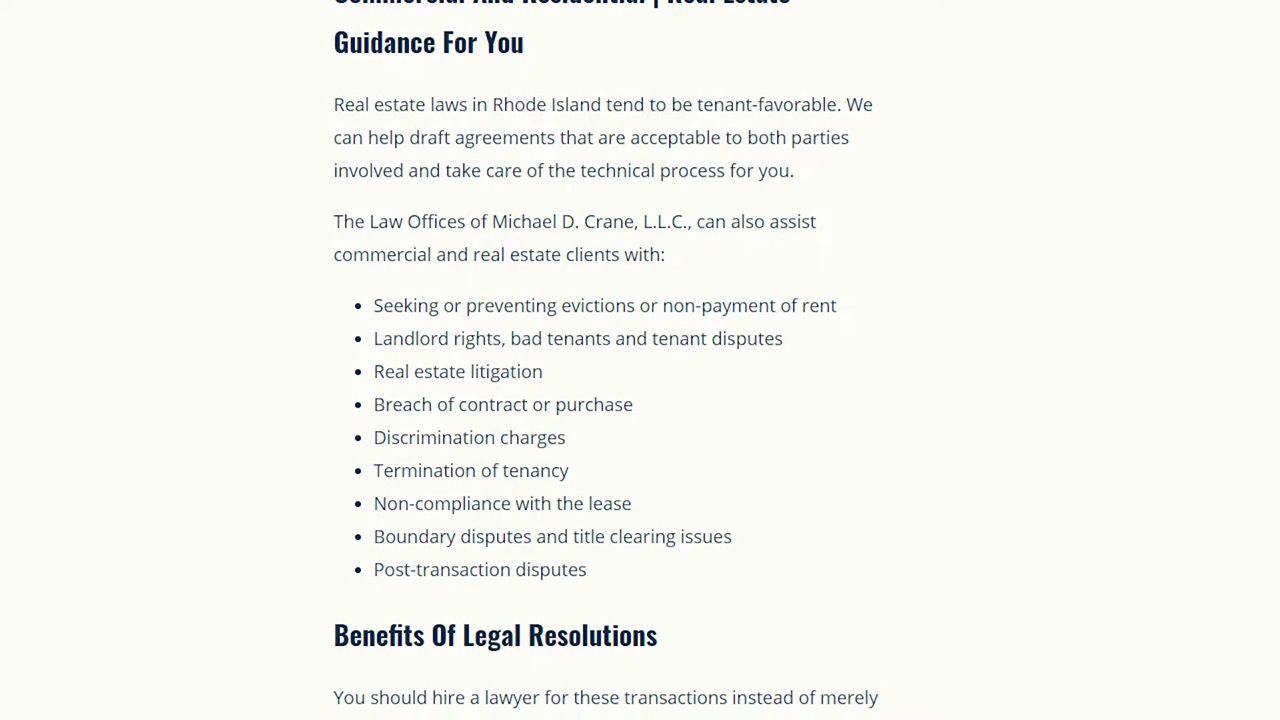 Commercial And Residential | Real Estate
Guidance For You
Real estate laws in Rhode Island tend to be tenant-favorable. We
can help draft agreements that are acceptable to both parties
involved and take care of the technical process for you.
The Law Offices of Michael D. Crane, L.L.C., can also assist
commercial and real estate clients with:
• Seeking or preventing evictions or non-payment of rent
• Landlord rights, bad tenants and tenant disputes
• Real estate litigation
• Breach of contract or purchase
• Discrimination charges
• Termination of tenancy
• Non-compliance with the lease
• Boundary disputes and title clearing issues
• Post-transaction disputes
Benefits Of Legal Resolutions
You should hire a lawyer for these transactions instead of merely